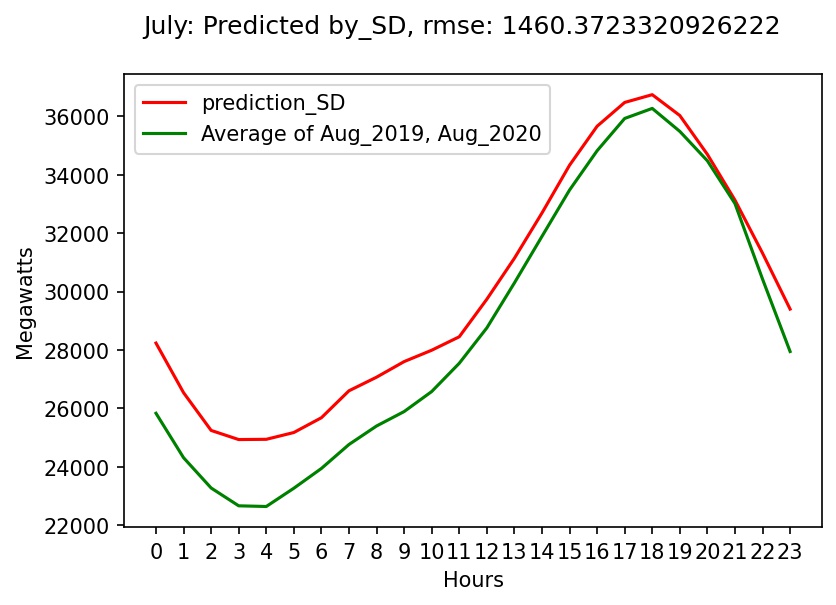 July: Predicted by_SD, rmse: 1460.3723320926222
prediction_SD
Average of Aug_2019, Aug_2020
36000
34000
32000
30000
28000
26000
24000
22000
Megawatts
0 1 2 3 4 5 6 7 8 9 10 11 12 13 14 15 16 17 18 19 20 21 22 23
Hours